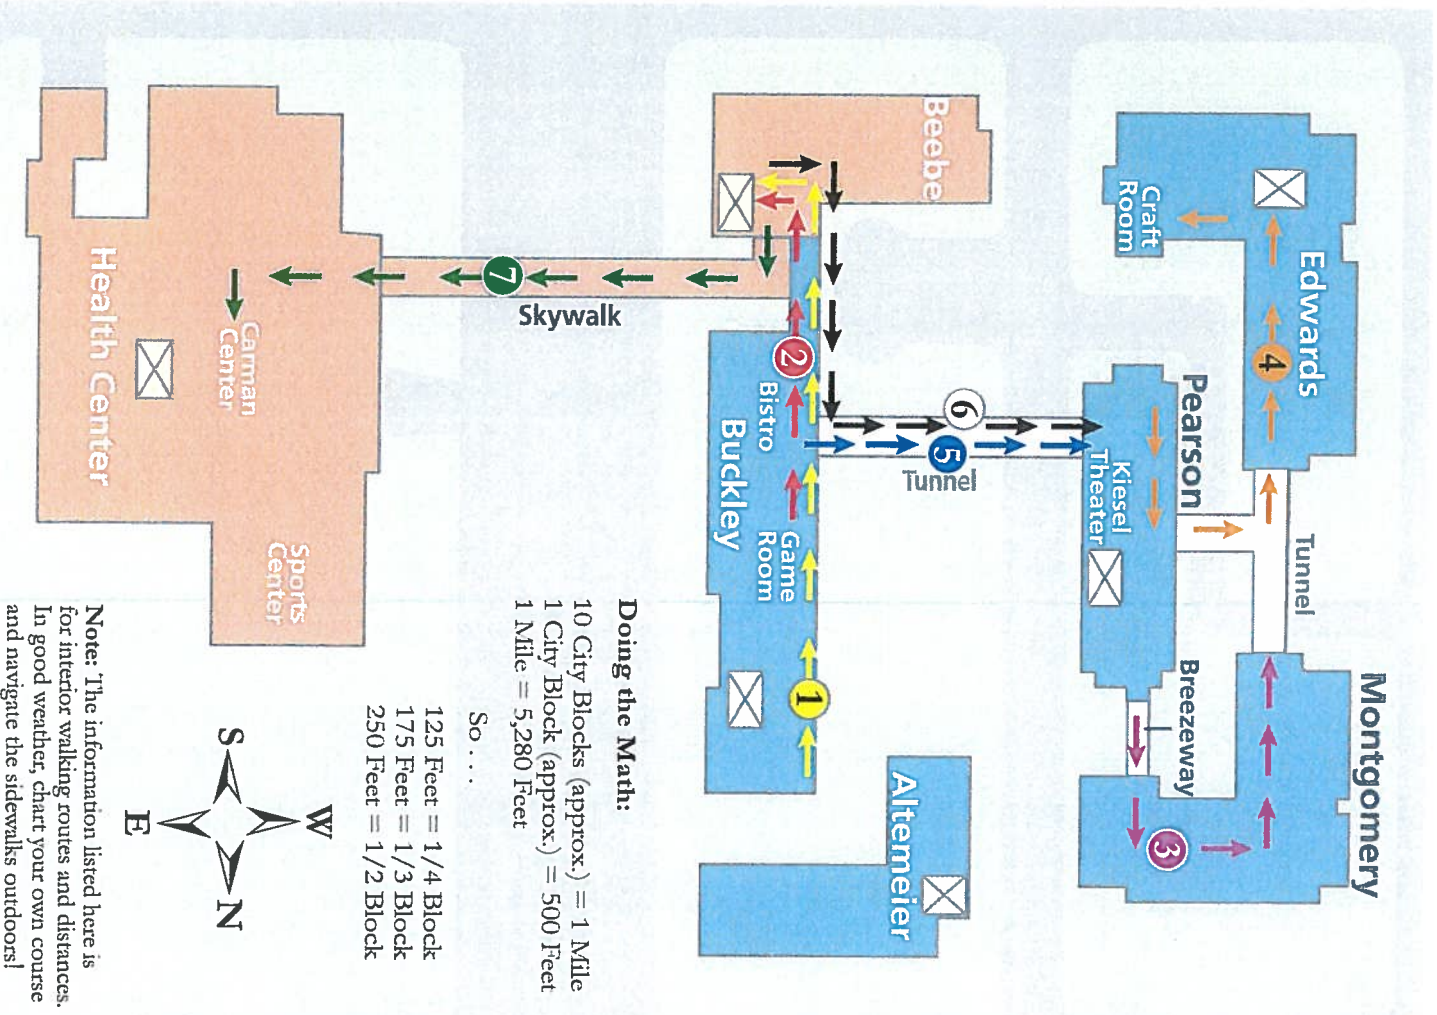 Montgomery
Tunnel
Breezeway
3
Edwards
4
Craft
Room
Pearson
Kiesel
Theater
6
5
Tunnel
Beebe
Altemeier
1
2
Bistro
Game
Room
Buckley
7
Skywalk
Carman
Center
Health Center
Sports
Center
Doing the Math:
10 City Blocks (approx.) = 1 Mile
1 City Block (approx.) = 500 Feet
1 Mile = 5,280 Feet
So . . . .
125 Feet = 1/4 Block
175 Feet = 1/3 Block
250 Feet = 1/2 Block
W
S
N
E
Note: The information listed here is
for interior walking routes and distances.
In good weather, chart your own course
and navigate the sidewalks outdoors!